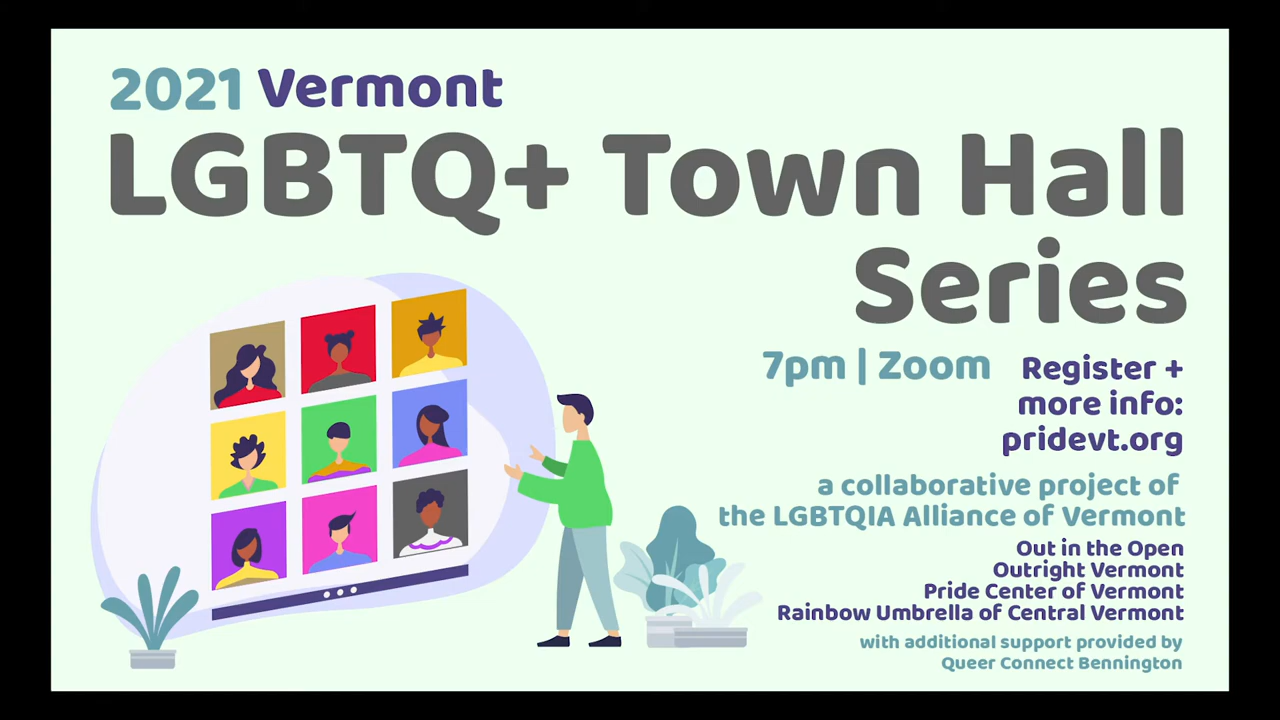 2021 Vermont
LGBTQ+ Town Hall
Series
7pm | Zoom
Register +
more info:
pridevt.org
a collaborative project of
the LGBTQIA Alliance of Vermont
Out in the Open
Outright Vermont
Pride Center of Vermont
Rainbow Umbrella of Central Vermont
with additional support provided by
Queer Connect Bennington